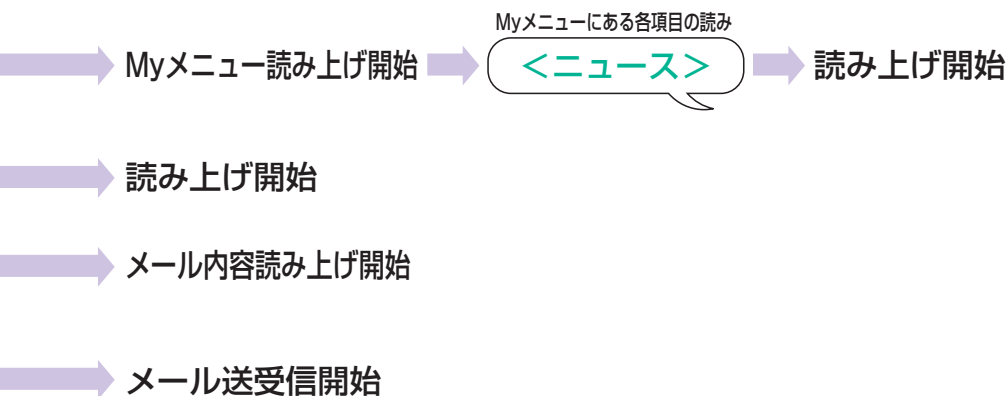 Myメニューにある各項目の読み
Myメニュー読み上げ開始 <ニュース> 読み上げ開始
読み上げ開始
メール内容読み上げ開始
メール送受信開始